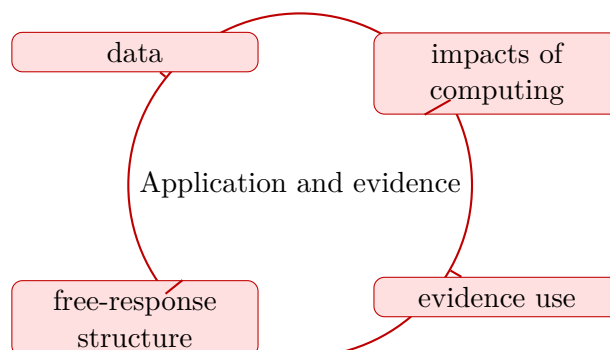 data
impacts of
computing
Application and evidence
free-response
structure
evidence use